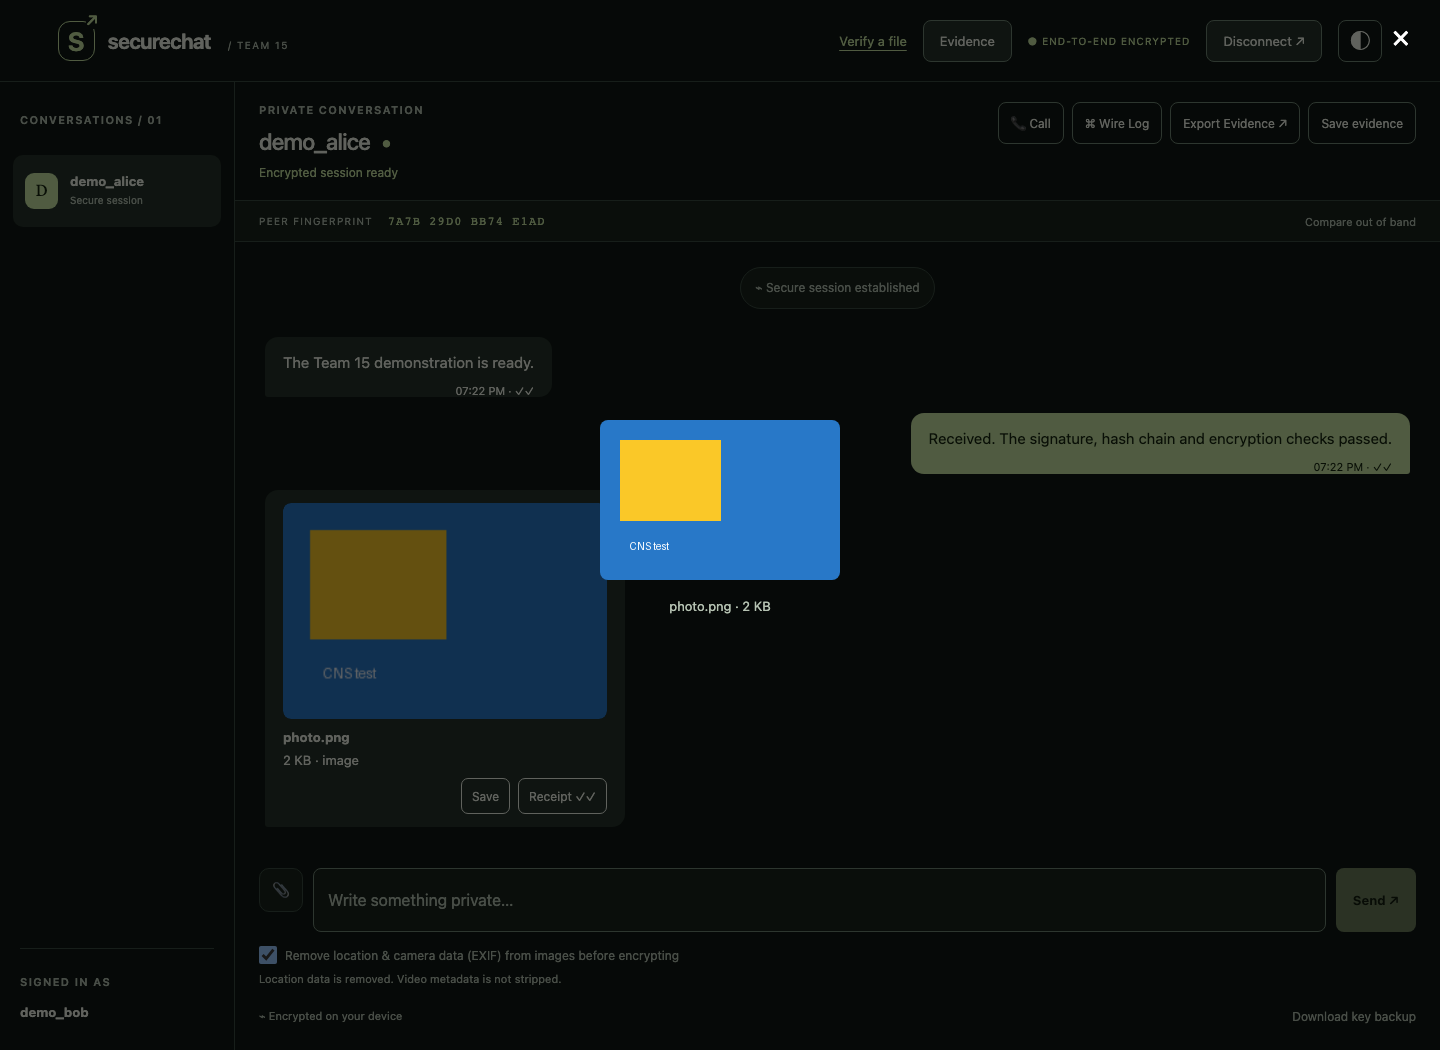 S securechat / TEAM 15
Verify a file
Evidence
END-TO-END ENCRYPTED
Disconnect ↗
×
CONVERSATIONS / 01
D
demo_alice
Secure session
PRIVATE CONVERSATION
demo_alice
Encrypted session ready
📞 Call
⌘ Wire Log
Export Evidence ↗
Save evidence
PEER FINGERPRINT 7A7B 29D0 BB74 E1AD
Compare out of band
⌁ Secure session established
The Team 15 demonstration is ready.
07:22 PM · ✓✓
Received. The signature, hash chain and encryption checks passed.
07:22 PM · ✓✓
CNS test
photo.png · 2 KB
CNS test
photo.png
2 KB · image
Save
Receipt ✓✓
Write something private...
Send ↗
Remove location & camera data (EXIF) from images before encrypting
Location data is removed. Video metadata is not stripped.
⌁ Encrypted on your device
Download key backup
SIGNED IN AS
demo_bob